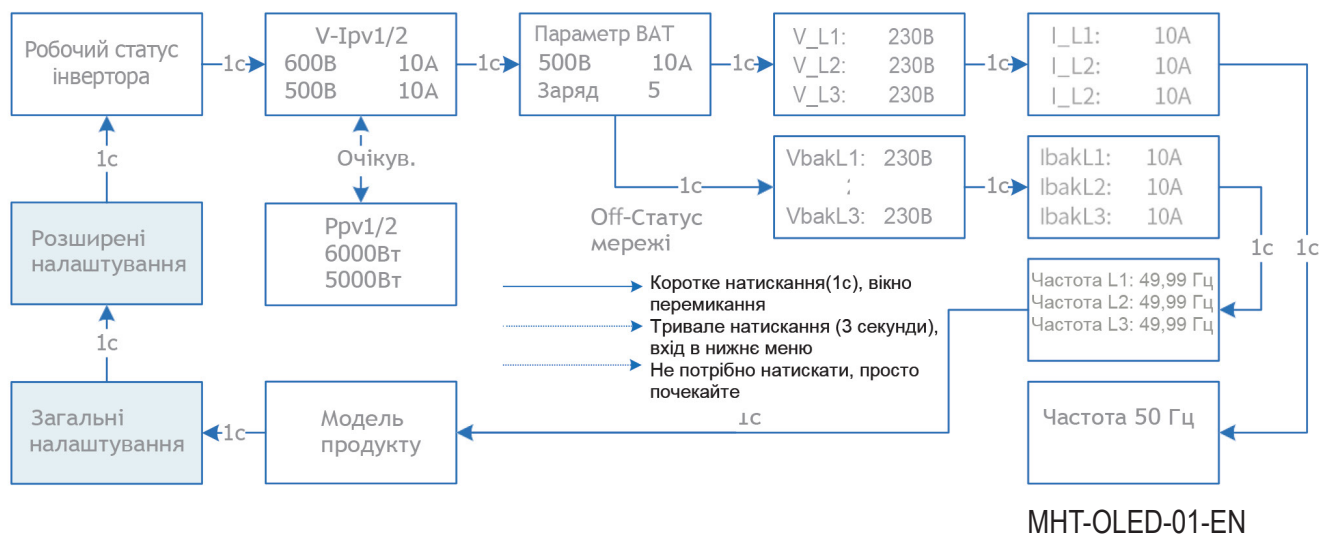 Робочий статус
інвертора
1с
V-Ipv1/2
600В 10А
500В 10А
1с
Параметр ВАТ
500В 10А
Заряд 5
1с
V_L1: 230В
V_L2: 230В
V_L3: 230В
1с
I_L1: 10А
I_L2: 10А
I_L2: 10А
1с
Очікув.
1с
Off-Статус
мережі
VbakL1: 230В
:
VbakL3: 230В
1с
IbakL1: 10А
IbakL2: 10А
IbakL3: 10А
1с
1с
Розширені
налаштування
Ppv1/2
6000Вт
5000Вт
Коротке натискання(1с), вікно
перемикання
Тривале натискання (3 секунди),
вхід в нижнє меню
Не потрібно натискати, просто
почекайте
Частота L1: 49,99 Гц
Частота L2: 49,99 Гц
Частота L3: 49,99 Гц
1с
Загальні
налаштування
1с
Модель
продукту
1с
Частота 50 Гц
MHT-OLED-01-EN